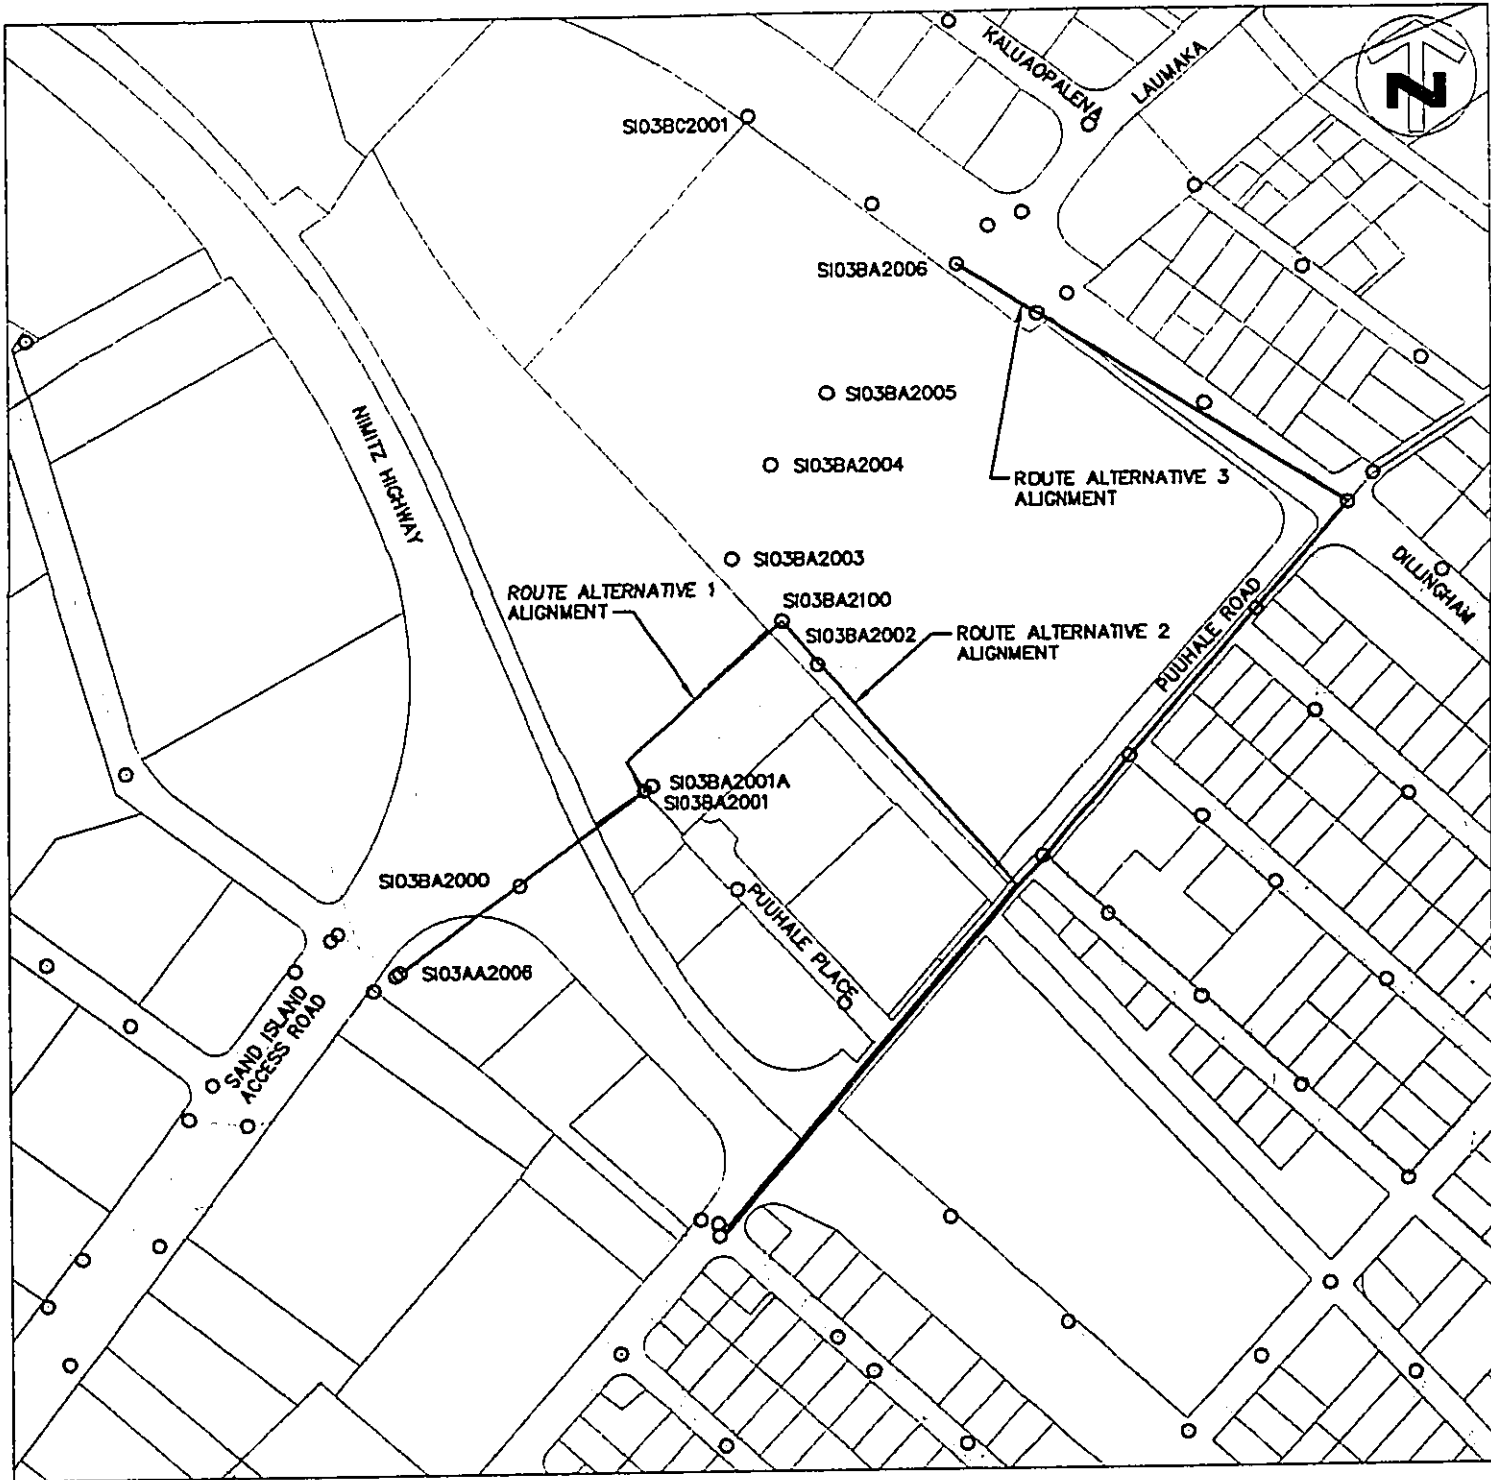 KALUAOPALENA
LAUMAKA
N
SI03BC2001
SI03BA2006
SI03BA2005
SI03BA2004
ROUTE ALTERNATIVE 3
ALIGNMENT
NIMITZ HIGHWAY
SI03BA2003
DILLINGHAM
ROUTE ALTERNATIVE 1
ALIGNMENT
SI03BA2100
SI03BA2002
ROUTE ALTERNATIVE 2
ALIGNMENT
PUUHALE ROAD
SI03BA2001A
SI03BA2001
SI03BA2000
PUUHALE PLACE
SI03AA2006
SAND ISLAND
ACCESS ROAD